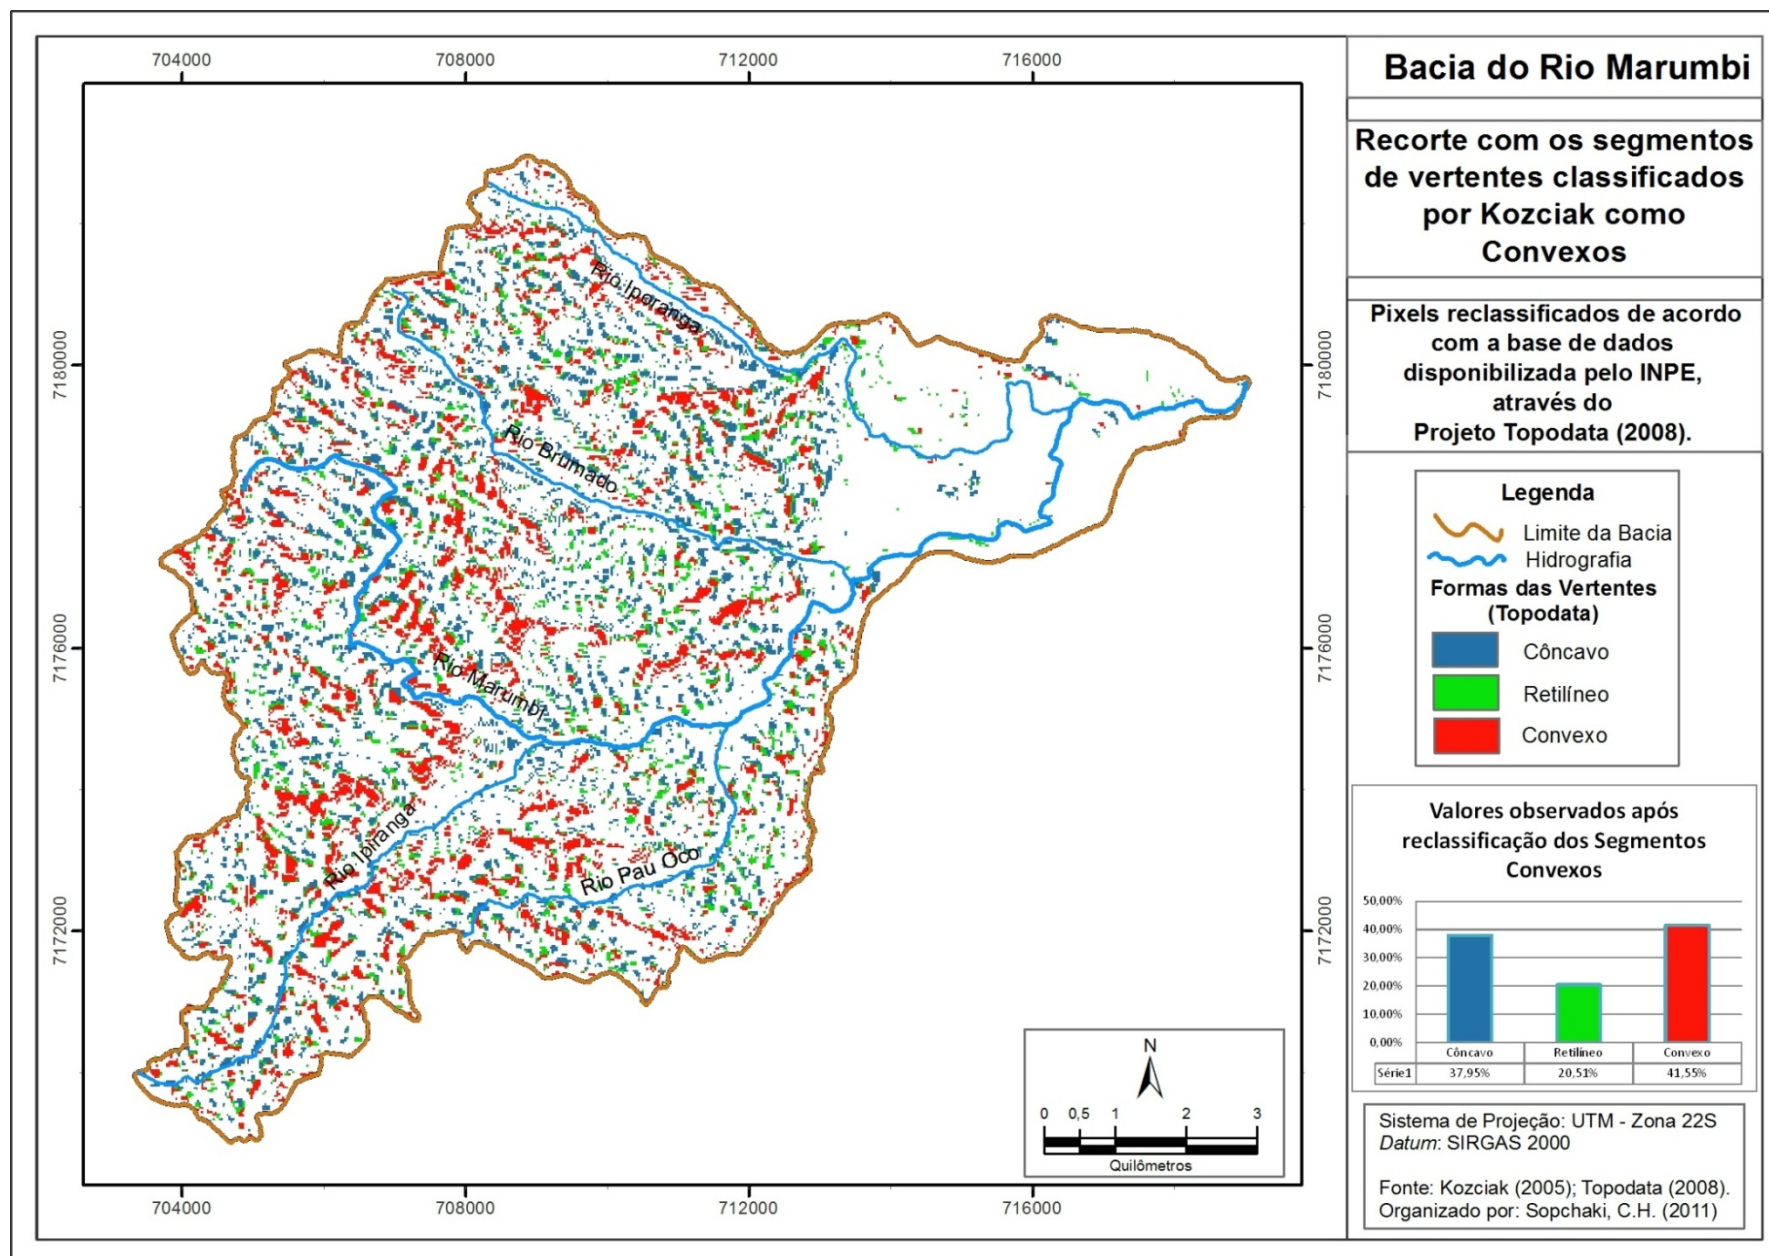 704000
708000
712000
716000
Bacia do Rio Marumbi
Recorte com os segmentos
de vertentes classificados
por Kozciak como
Convexos
Pixels reclassificados de acordo
com a base de dados
disponibilizada pelo INPE,
através do
Projeto Topodata (2008).
Legenda
Limite da Bacia
Hidrografia
Formas das Vertentes
(Topodata)
Côncavo
Retilíneo
Convexo
Valores observados após
reclassificação dos Segmentos
Convexos
50,00%
40,00%
30,00%
20,00%
10,00%
0,00%
Côncavo
Retilíneo
Convexo
Série1
37,95%
20,51%
41,55%
Sistema de Projeção: UTM - Zona 22S
Datum: SIRGAS 2000
Fonte: Kozciak (2005); Topodata (2008).
Organizado por: Sopchaki, C.H. (2011)
7180000
7176000
7172000
7180000
7176000
7172000
Rio Iporanga
Rio Brumado
Rio Marumbi
Rio Ipiranga
Rio Pau Oco
N
0 0,5 1 2 3
Quilômetros
704000
708000
712000
716000